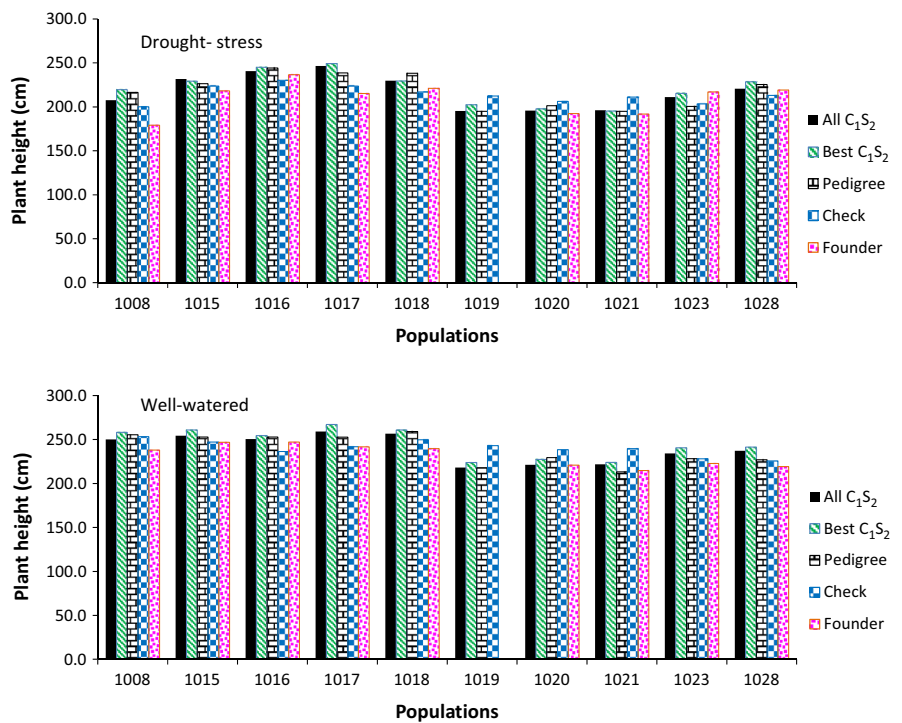 300.0
Drought- stress
250.0
200.0
150.0
100.0
50.0
0.0
Plant height (cm)
1008 1015 1016 1017 1018 1019 1020 1021 1023 1028
Populations
All C₁S₂
Best C₁S₂
Pedigree
Check
Founder
300.0
Well-watered
250.0
200.0
150.0
100.0
50.0
0.0
Plant height (cm)
1008 1015 1016 1017 1018 1019 1020 1021 1023 1028
Populations
All C₁S₂
Best C₁S₂
Pedigree
Check
Founder